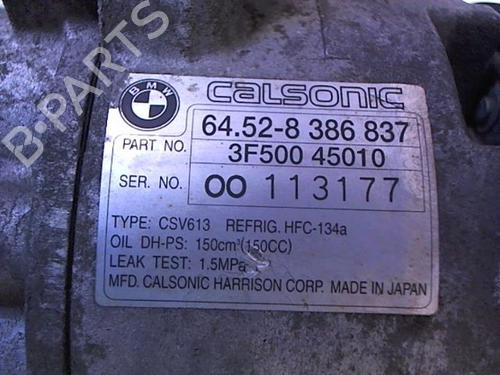 BMW
CALSONIC
64.52-8 386 837
PART NO. 3F500 45010
SER. NO. OO 113177
TYPE: CSV613 REFRIG. HFC-134a
OIL DH-PS: 150cm³(150CC)
LEAK TEST: 1.5MPa
MFD. CALSONIC HARRISON CORP. MADE IN JAPAN
B-PARTS